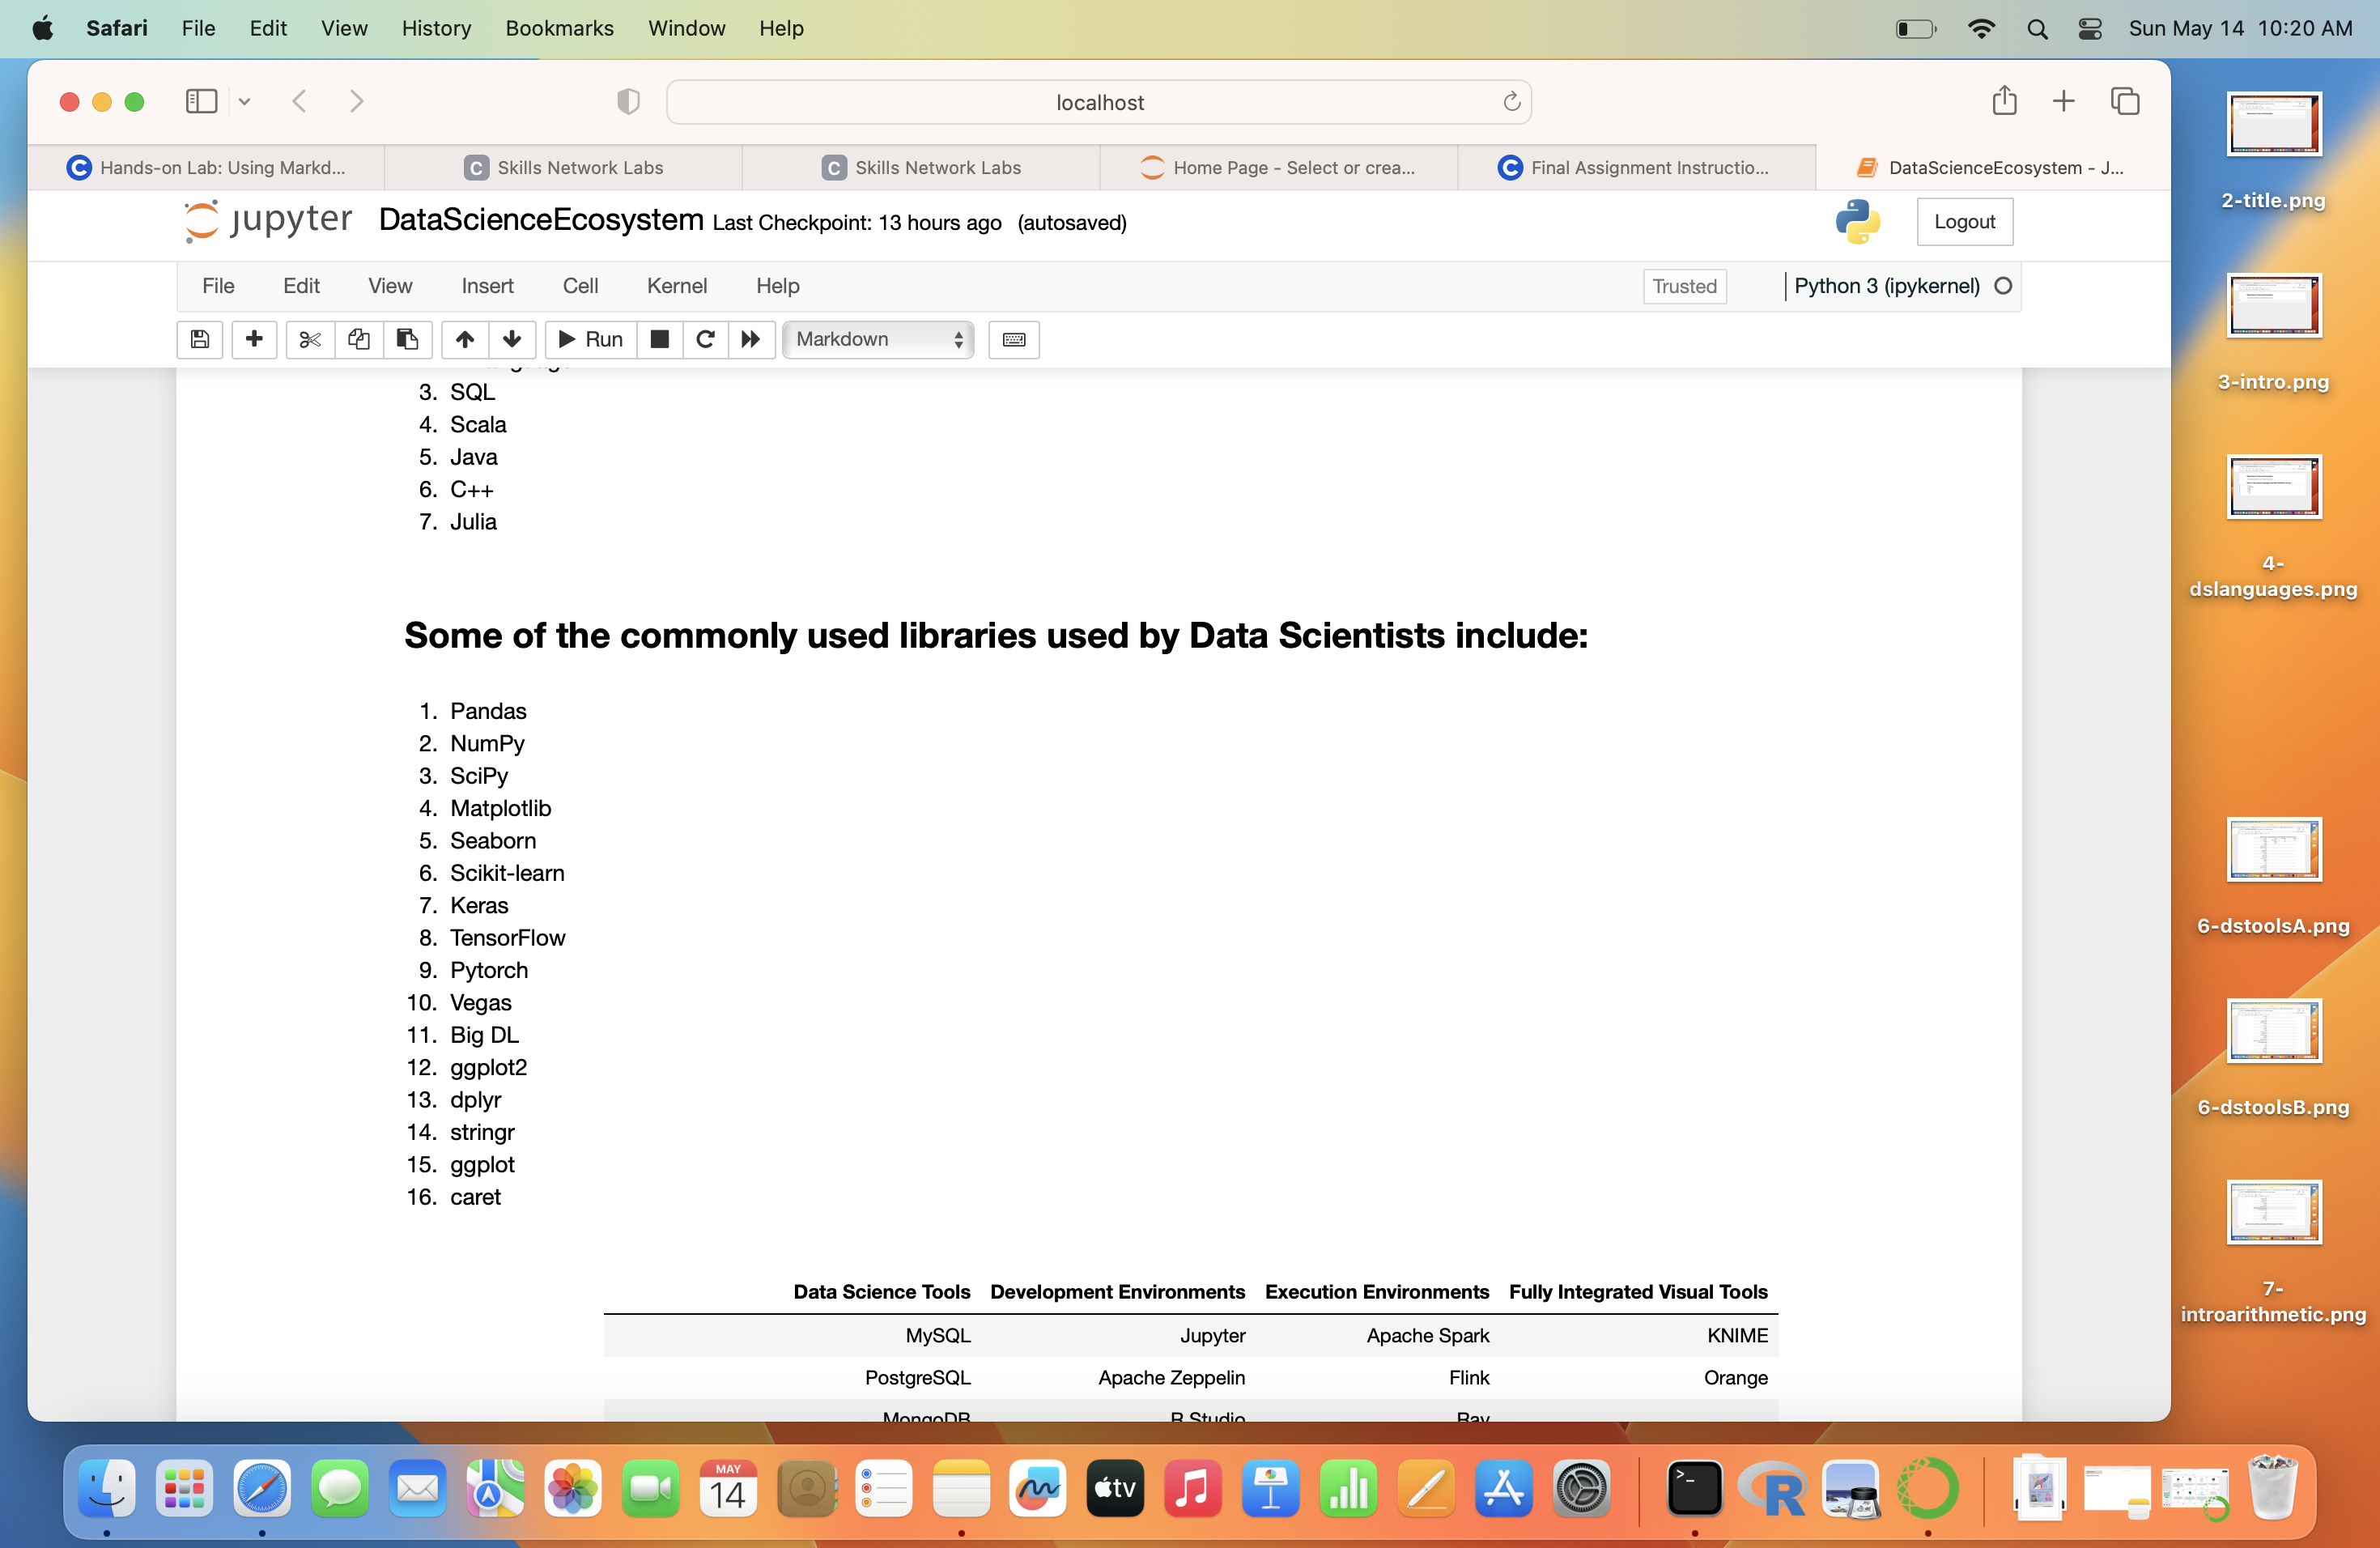 Safari File Edit View History Bookmarks Window Help Sun May 14 10:20 AM
localhost
Hands-on Lab: Using Markd... Skills Network Labs Skills Network Labs Home Page - Select or crea... Final Assignment Instructio... DataScienceEcosystem - J...
jupyter DataScienceEcosystem Last Checkpoint: 13 hours ago (autosaved) Logout
File Edit View Insert Cell Kernel Help Trusted Python 3 (ipykernel)
Run Markdown
3. SQL
4. Scala
5. Java
6. C++
7. Julia
Some of the commonly used libraries used by Data Scientists include:
1. Pandas
2. NumPy
3. SciPy
4. Matplotlib
5. Seaborn
6. Scikit-learn
7. Keras
8. TensorFlow
9. Pytorch
10. Vegas
11. Big DL
12. ggplot2
13. dplyr
14. stringr
15. ggplot
16. caret
Data Science Tools Development Environments Execution Environments Fully Integrated Visual Tools
MySQL Jupyter Apache Spark KNIME
PostgreSQL Apache Zeppelin Flink Orange
MongoDB R Studio Ray
2-title.png
3-intro.png
4-
dslanguages.png
6-dstoolsA.png
6-dstoolsB.png
7-
introarithmetic.png
MAY
14
tv
R